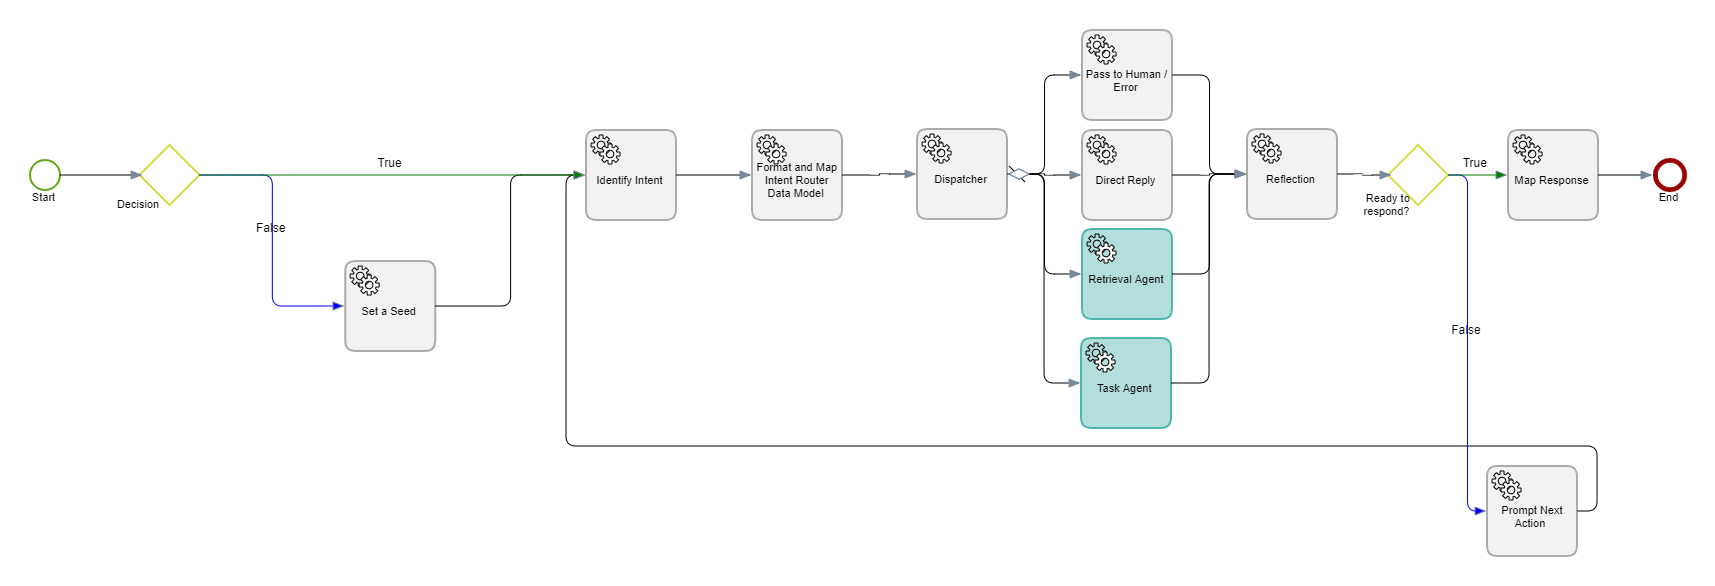 Start
Decision
True
False
Set a Seed
Identify Intent
Format and Map
Intent Router
Data Model
Dispatcher
Pass to Human /
Error
Direct Reply
Retrieval Agent
Task Agent
Reflection
Ready to
respond?
True
False
Map Response
End
Prompt Next
Action